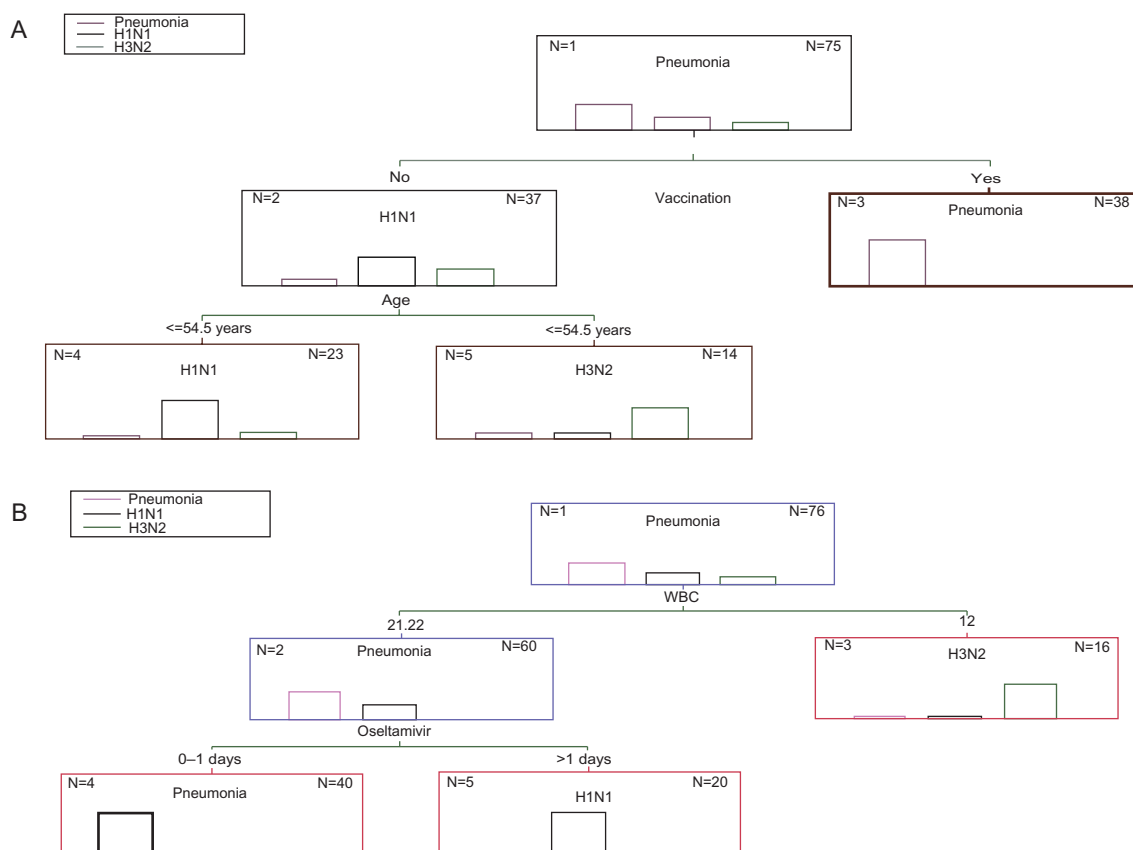 A
Pneumonia
H1N1
H3N2
N=1 N=75
Pneumonia
No Vaccination Yes
N=2 N=37
H1N1
N=3 N=38
Pneumonia
Age
<=54.5 years <=54.5 years
N=4 N=23
H1N1
N=5 N=14
H3N2
B
Pneumonia
H1N1
H3N2
N=1 N=76
Pneumonia
WBC
21.22 12
N=2 N=60
Pneumonia
N=3 N=16
H3N2
Oseltamivir
0–1 days >1 days
N=4 N=40
Pneumonia
N=5 N=20
H1N1